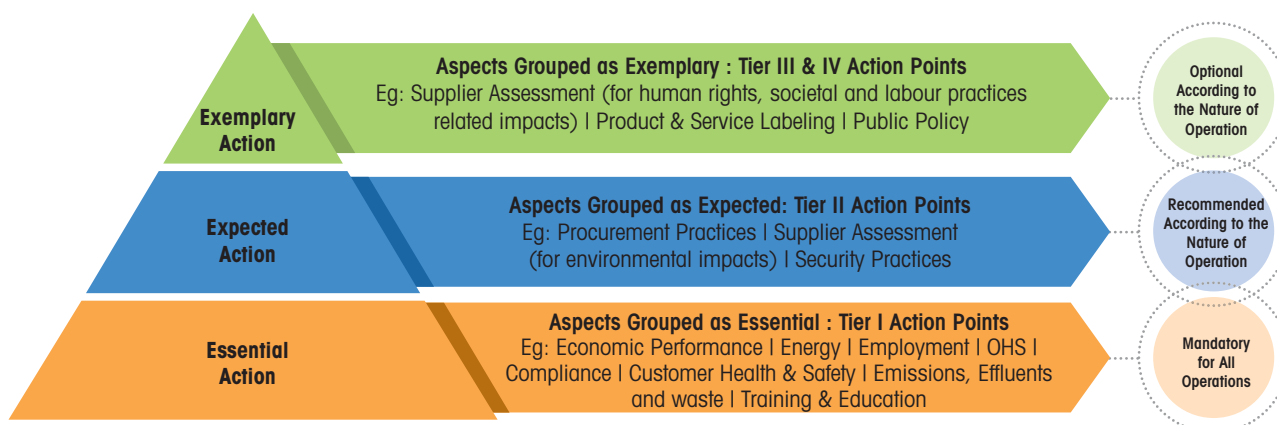 Exemplary
Action
Aspects Grouped as Exemplary : Tier III & IV Action Points
Eg: Supplier Assessment (for human rights, societal and labour practices
related impacts) | Product & Service Labeling | Public Policy
Optional
According to
the Nature of
Operation
Expected
Action
Aspects Grouped as Expected: Tier II Action Points
Eg: Procurement Practices | Supplier Assessment
(for environmental impacts) | Security Practices
Recommended
According to the
Nature of
Operation
Essential
Action
Aspects Grouped as Essential : Tier I Action Points
Eg: Economic Performance | Energy | Employment | OHS |
Compliance | Customer Health & Safety | Emissions, Effluents
and waste | Training & Education
Mandatory
for All
Operations